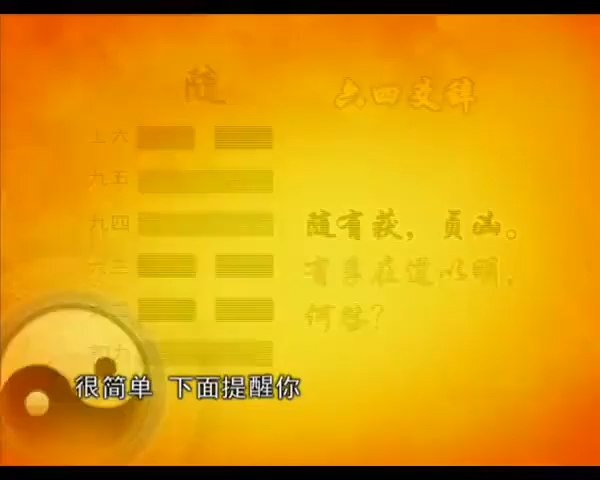 随
六四爻辞
上六
九五
九四
六三
二
初九
随有获，贞凶。
有孚在道以明，
何咎？
很简单 下面提醒你